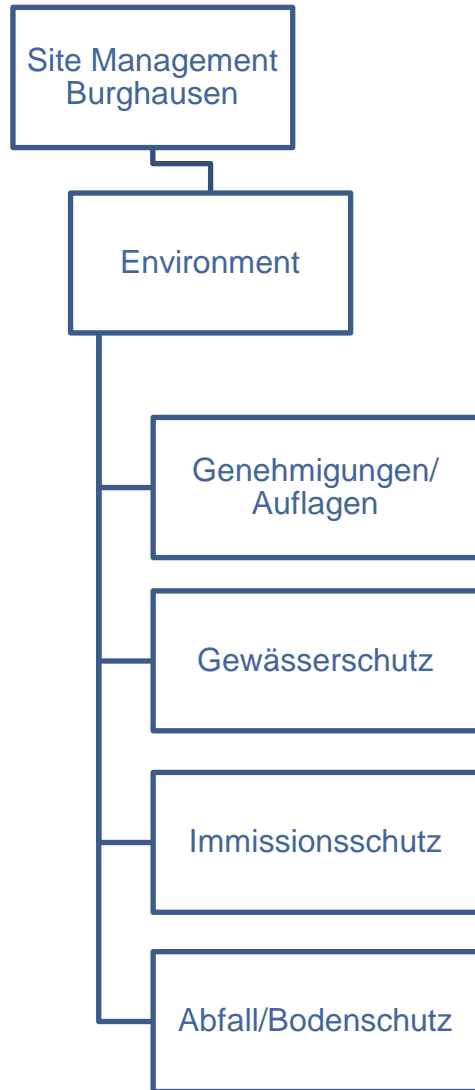 Site Management
Burghausen
Environment
Genehmigungen/
Auflagen
Gewässerschutz
Immissionsschutz
Abfall/Bodenschutz